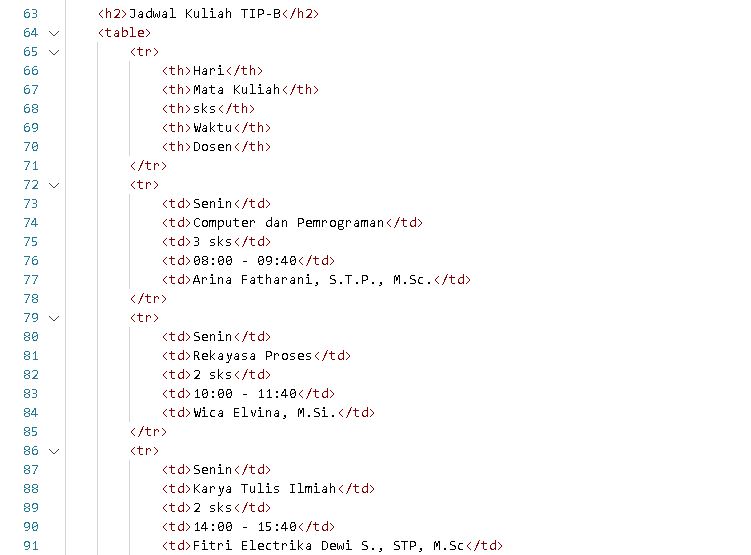 63 <h2>Jadwal Kuliah TIP-B</h2>
64 <table>
65 <tr>
66 <th>Hari</th>
67 <th>Mata Kuliah</th>
68 <th>sks</th>
69 <th>Waktu</th>
70 <th>Dosen</th>
71 </tr>
72 <tr>
73 <td>Senin</td>
74 <td>Computer dan Pemrograman</td>
75 <td>3 sks</td>
76 <td>08:00 - 09:40</td>
77 <td>Arina Fatharani, S.T.P., M.Sc.</td>
78 </tr>
79 <tr>
80 <td>Senin</td>
81 <td>Rekayasa Proses</td>
82 <td>2 sks</td>
83 <td>10:00 - 11:40</td>
84 <td>Wica Elvina, M.Si.</td>
85 </tr>
86 <tr>
87 <td>Senin</td>
88 <td>Karya Tulis Ilmiah</td>
89 <td>2 sks</td>
90 <td>14:00 - 15:40</td>
91 <td>Fitri Electrika Dewi S., STP, M.Sc</td>